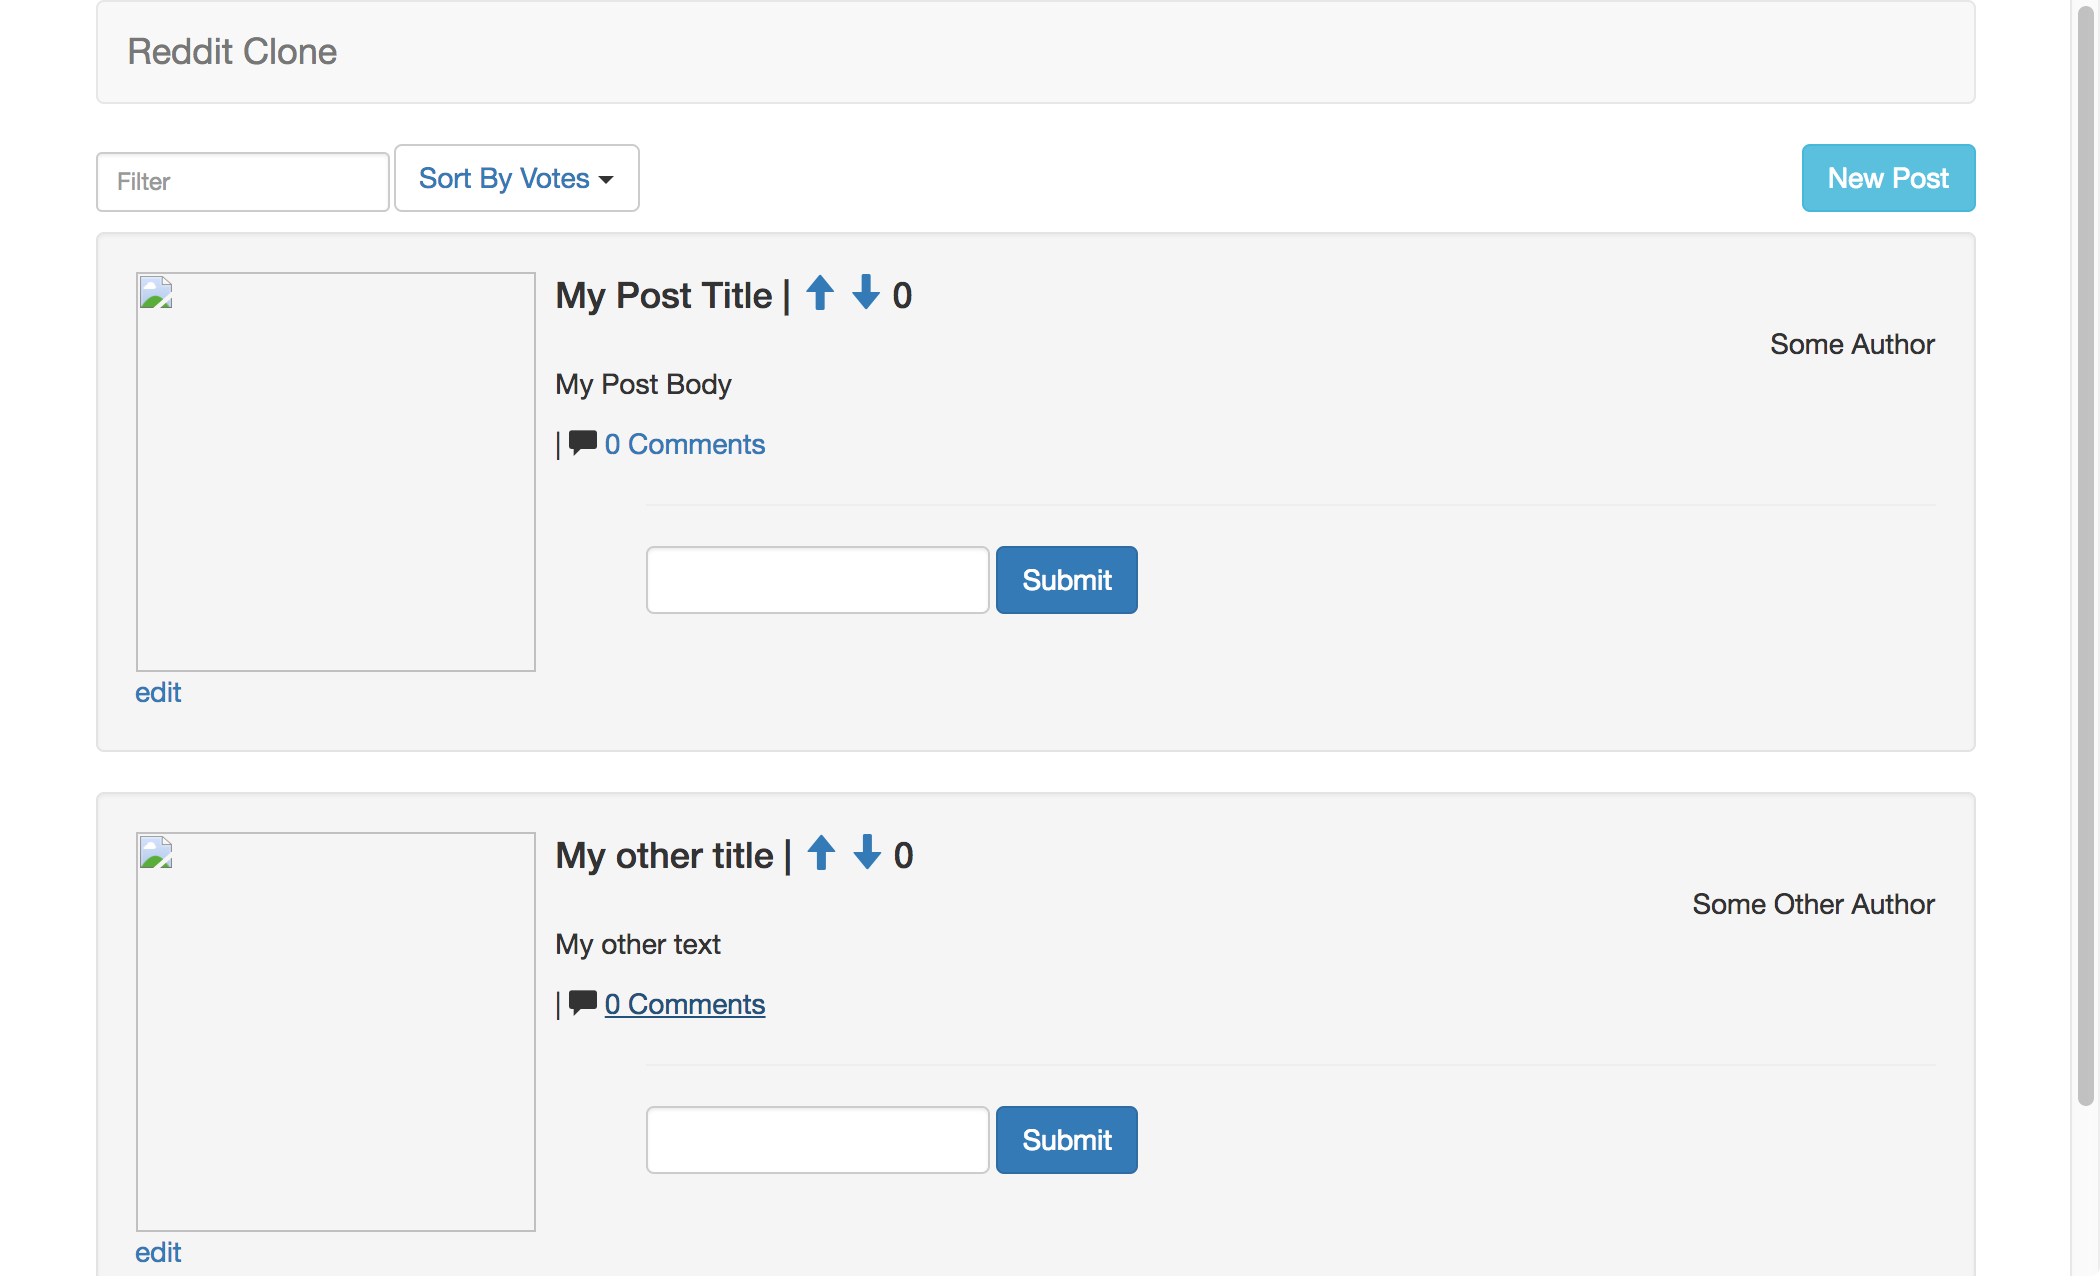 Reddit Clone
Filter
Sort By Votes
New Post
My Post Title | 0
Some Author
My Post Body
| 0 Comments
Submit
edit
My other title | 0
Some Other Author
My other text
| 0 Comments
Submit
edit